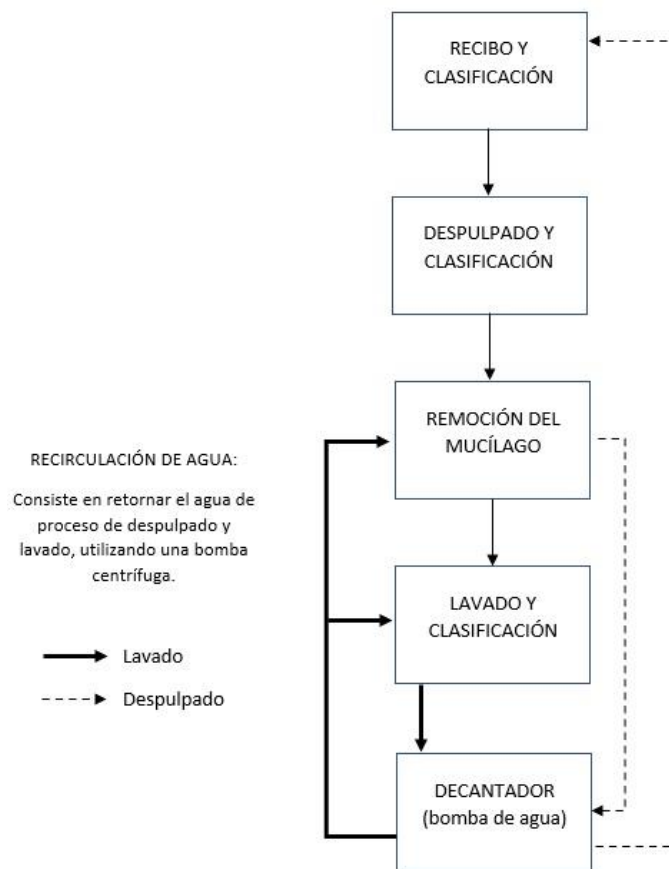 RECIBO Y
CLASIFICACIÓN
DESPULPADO Y
CLASIFICACIÓN
REMOCIÓN DEL
MUCÍLAGO
RECIRCULACIÓN DE AGUA:
Consiste en retornar el agua de
proceso de despulpado y
lavado, utilizando una bomba
centrífuga.
LAVADO Y
CLASIFICACIÓN
Lavado
Despulpado
DECANTADOR
(bomba de agua)